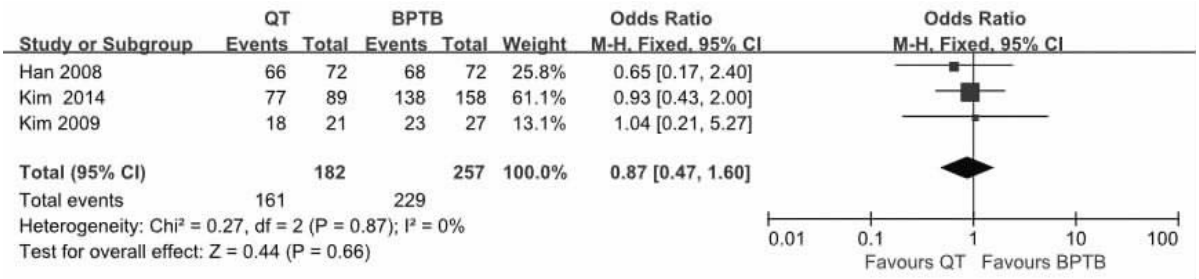 QT BPTB Odds Ratio Odds Ratio
Study or Subgroup Events Total Events Total Weight M-H, Fixed, 95% CI M-H, Fixed, 95% CI
Han 2008 66 72 68 72 25.8% 0.65 [0.17, 2.40]
Kim 2014 77 89 138 158 61.1% 0.93 [0.43, 2.00]
Kim 2009 18 21 23 27 13.1% 1.04 [0.21, 5.27]
Total (95% CI) 182 257 100.0% 0.87 [0.47, 1.60]
Total events 161 229
Heterogeneity: Chi² = 0.27, df = 2 (P = 0.87); I² = 0%
Test for overall effect: Z = 0.44 (P = 0.66)
0.01 0.1 1 10 100
Favours QT Favours BPTB